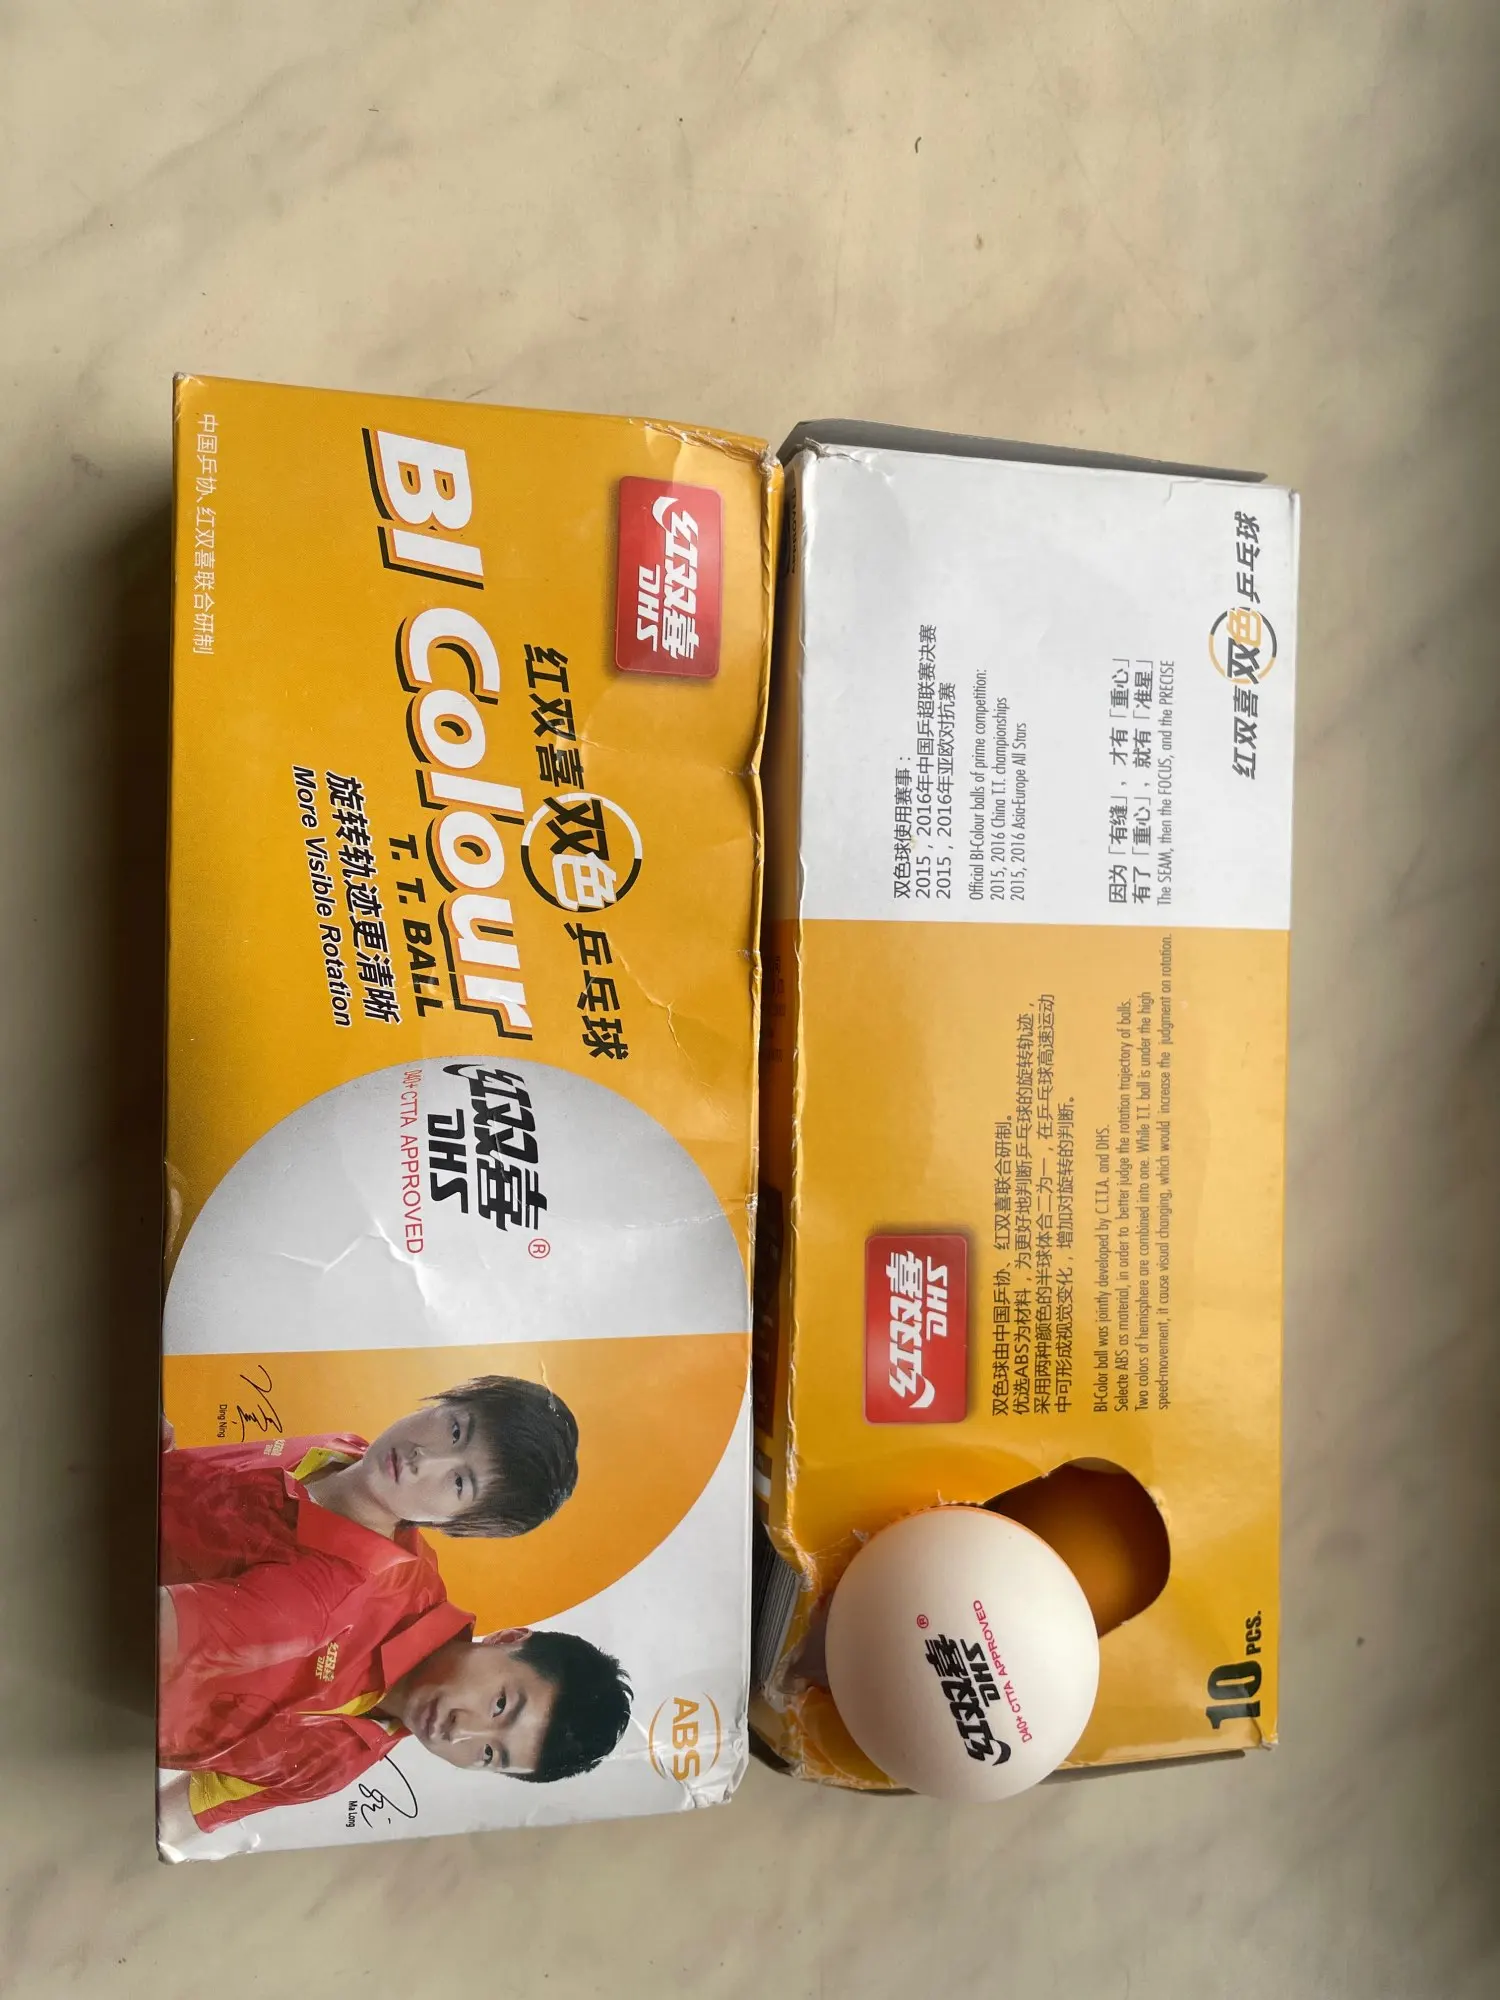 中国乒协、红双喜联合研制
红双喜
DHS
BI Colour
T. T. BALL
红双喜双色乒乓球
旋转轨迹更清晰
More Visible Rotation
红双喜
DHS
®
D40+ CTTA APPROVED
Ding Ning
红双喜
DHS
Ma Long
ABS
红双喜双色乒乓球
双色球使用赛事：
2015，2016年中国乒超联赛决赛
2015，2016年亚欧对抗赛
Official BI-Colour balls of prime competition:
2015, 2016 China T.T. championships
2015, 2016 Asia-Europe All Stars
因为「有缝」，才有「重心」
有了「重心」，就有「准星」
The SEAM, then the FOCUS, and the PRECISE
红双喜
DHS
双色球由中国乒协、红双喜联合研制。
优选ABS为材料，为更好地判断乒乓球的旋转轨迹，
采用两种颜色的半球体合二为一，在乒乓球高速运动
中可形成视觉变化，增加对旋转的判断。
BI-Color ball was jointly developed by C.T.T.A. and DHS.
Selecte ABS as material, in order to better judge the rotation trajectory of balls.
Two colors of hemisphere are combined into one. While T.T. ball is under the high
speed-movement, it cause visual changing, which would increase the judgment on rotation.
10 PCS.
红双喜
DHS
®
D40+ CTTA APPROVED